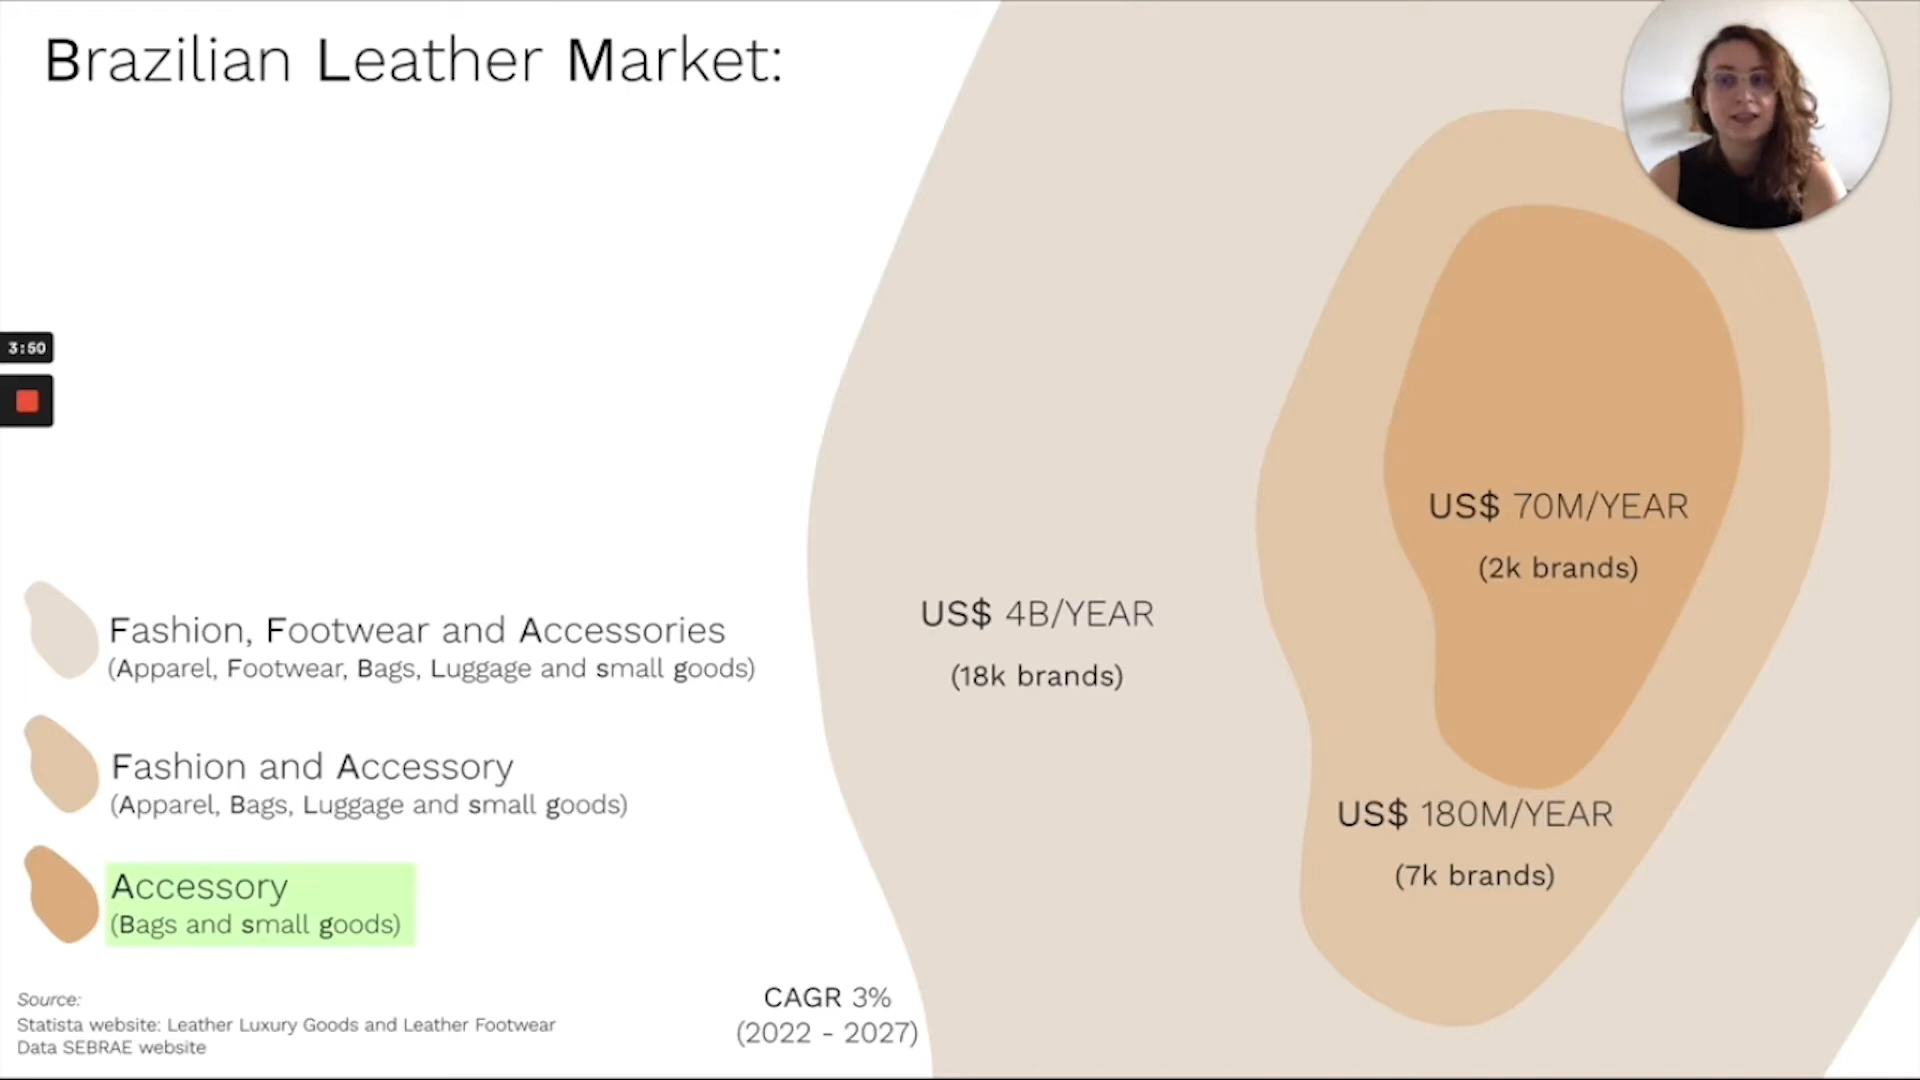 Brazilian Leather Market:
3:50
US$ 70M/YEAR
(2k brands)
US$ 4B/YEAR
(18k brands)
US$ 180M/YEAR
(7k brands)
Fashion, Footwear and Accessories
(Apparel, Footwear, Bags, Luggage and small goods)
Fashion and Accessory
(Apparel, Bags, Luggage and small goods)
Accessory
(Bags and small goods)
CAGR 3%
(2022 - 2027)
Source:
Statista website: Leather Luxury Goods and Leather Footwear
Data SEBRAE website